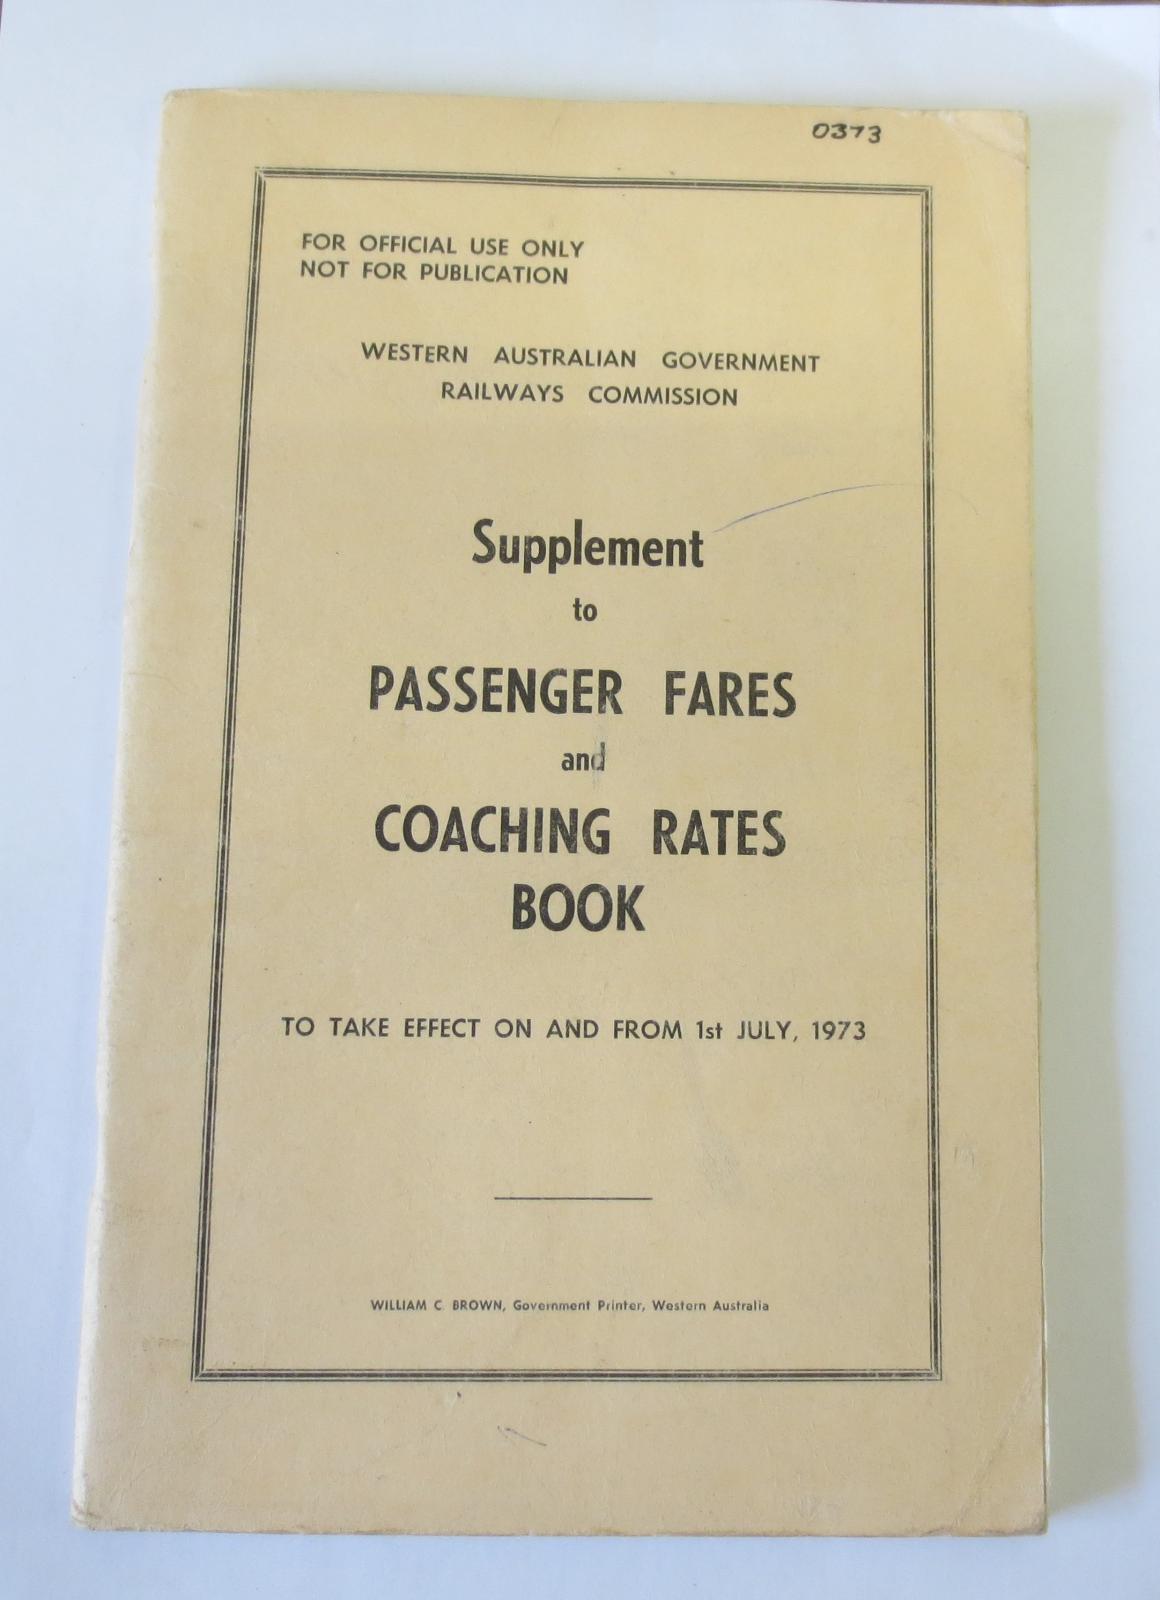 0373
FOR OFFICIAL USE ONLY
NOT FOR PUBLICATION
WESTERN AUSTRALIAN GOVERNMENT
RAILWAYS COMMISSION
Supplement
to
PASSENGER FARES
and
COACHING RATES
BOOK
TO TAKE EFFECT ON AND FROM 1st JULY, 1973
WILLIAM C. BROWN, Government Printer, Western Australia